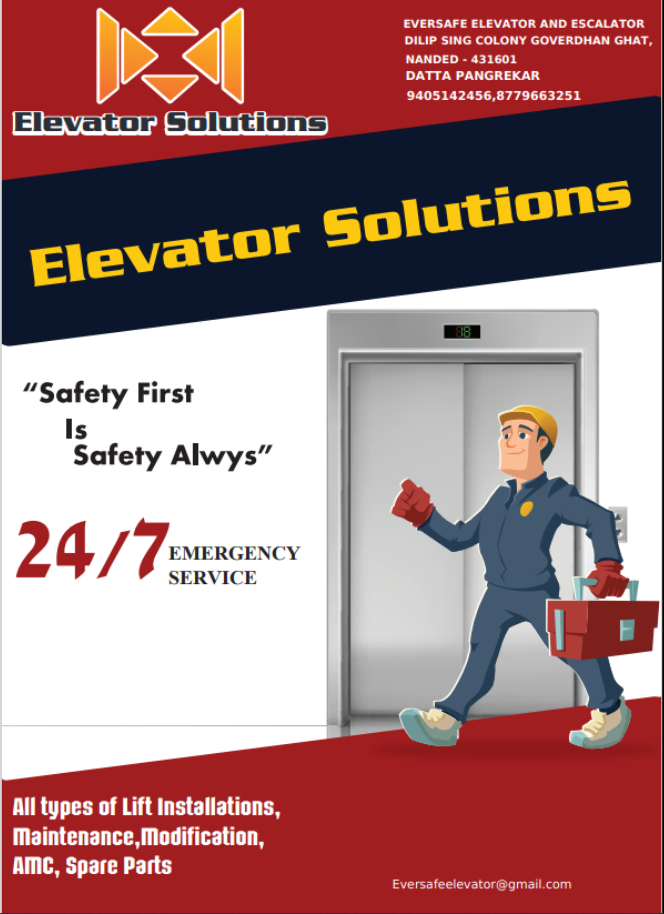 Elevator Solutions
EVERSAFE ELEVATOR AND ESCALATOR
DILIP SING COLONY GOVERDHAN GHAT,
NANDED - 431601
DATTA PANGREKAR
9405142456,8779663251
Elevator Solutions
18
“Safety First
Is
Safety Alwys”
24/7 EMERGENCY
SERVICE
All types of Lift Installations,
Maintenance,Modification,
AMC, Spare Parts
Eversafeelevator@gmail.com